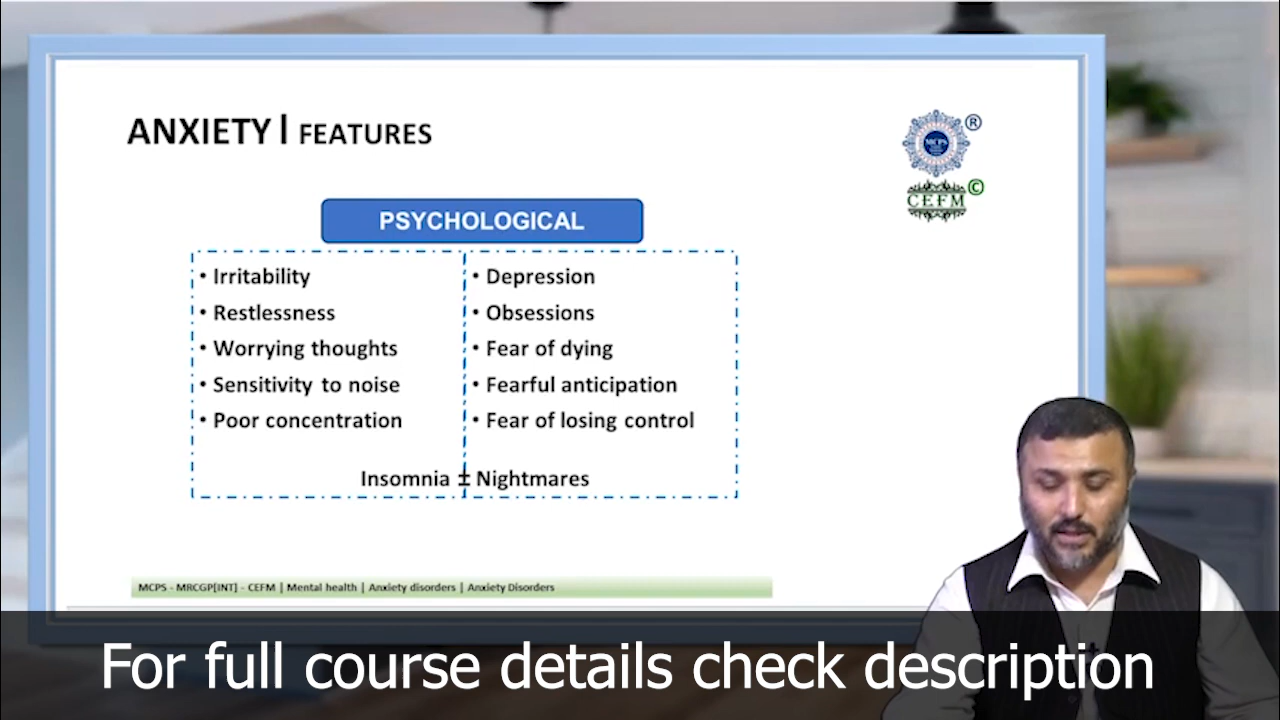 ANXIETY | FEATURES
®
MCPS
©
CEFM
PSYCHOLOGICAL
• Irritability
• Restlessness
• Worrying thoughts
• Sensitivity to noise
• Poor concentration
• Depression
• Obsessions
• Fear of dying
• Fearful anticipation
• Fear of losing control
Insomnia ± Nightmares
MCPS - MRCGP[INT] - CEFM | Mental health | Anxiety disorders | Anxiety Disorders
For full course details check description